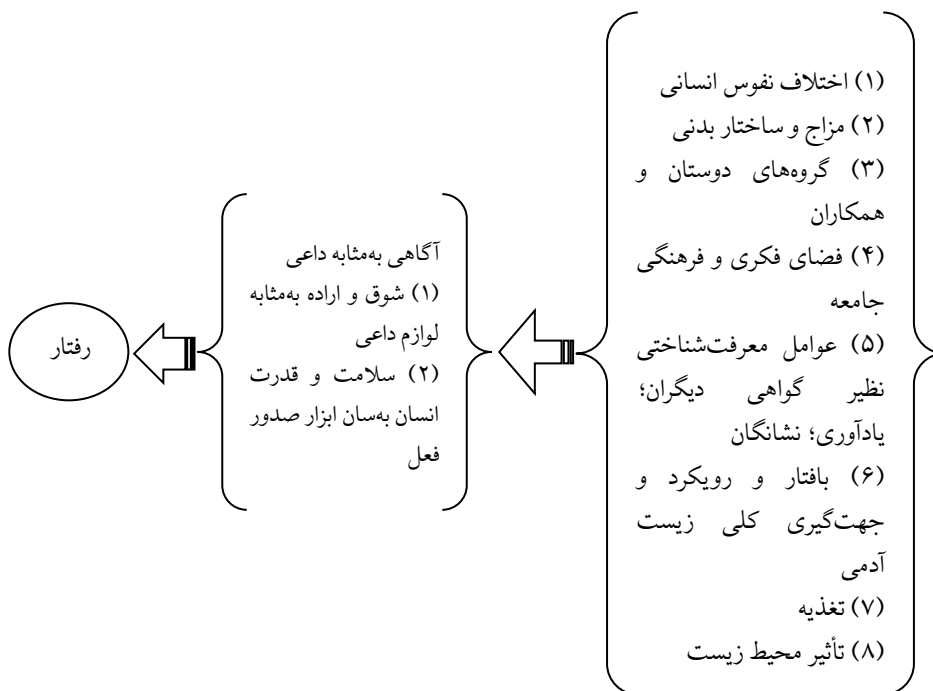 (۱) اختلاف نفوس انسانی
(۲) مزاج و ساختار بدنی
(۳) گروه‌های دوستان و
همکاران
(۴) فضای فکری و فرهنگی
جامعه
(۵) عوامل معرفت‌شناختی
نظیر گواهی دیگران؛
یادآوری؛ نشانگان
(۶) بافتار و رویکرد و
جهت‌گیری کلی زیست
آدمی
(۷) تغذیه
(۸) تأثیر محیط زیست
آگاهی به‌مثابه داعی
(۱) شوق و اراده به‌مثابه
لوازم داعی
(۲) سلامت و قدرت
انسان به‌سان ابزار صدور
فعل
رفتار